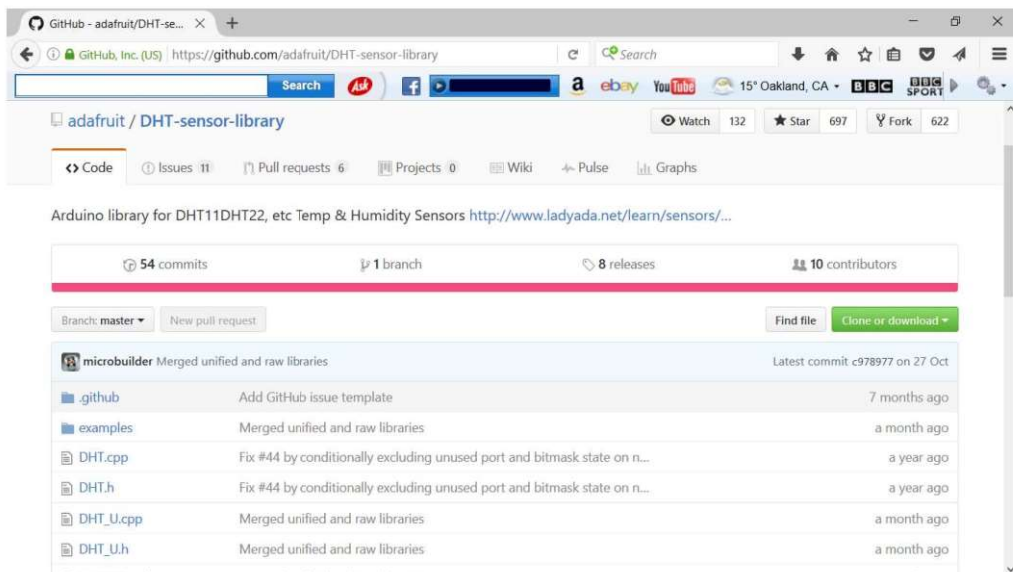 GitHub - adafruit/DHT-se...
GitHub, Inc. (US) https://github.com/adafruit/DHT-sensor-library Search
Search Ask a ebay YouTube 15° Oakland, CA BBC BBC SPORT
adafruit / DHT-sensor-library Watch 132 Star 697 Fork 622
<> Code Issues 11 Pull requests 6 Projects 0 Wiki Pulse Graphs
Arduino library for DHT11DHT22, etc Temp & Humidity Sensors http://www.ladyada.net/learn/sensors/...
54 commits 1 branch 8 releases 10 contributors
Branch: master New pull request Find file Clone or download
microbuilder Merged unified and raw libraries Latest commit c978977 on 27 Oct
.github Add GitHub issue template 7 months ago
examples Merged unified and raw libraries a month ago
DHT.cpp Fix #44 by conditionally excluding unused port and bitmask state on n... a year ago
DHT.h Fix #44 by conditionally excluding unused port and bitmask state on n... a year ago
DHT_U.cpp Merged unified and raw libraries a month ago
DHT_U.h Merged unified and raw libraries a month ago